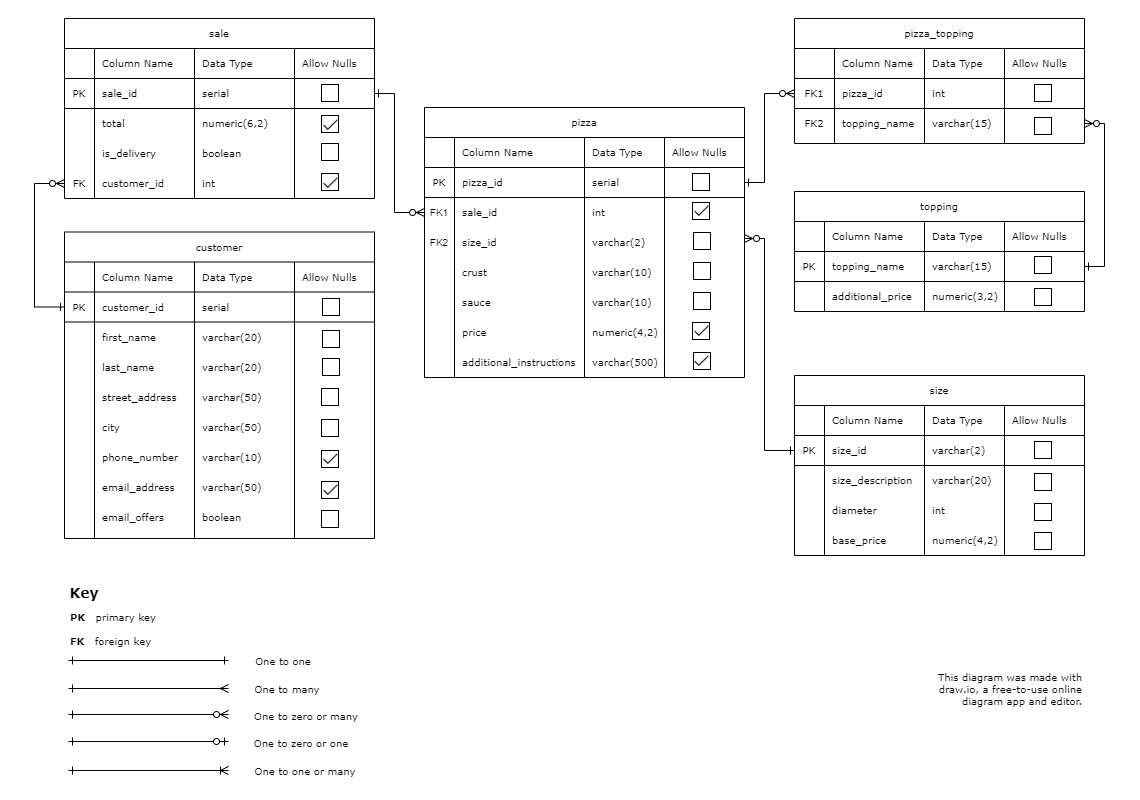 sale
Column Name Data Type Allow Nulls
PK sale_id serial
total numeric(6,2)
is_delivery boolean
FK customer_id int
customer
Column Name Data Type Allow Nulls
PK customer_id serial
first_name varchar(20)
last_name varchar(20)
street_address varchar(50)
city varchar(50)
phone_number varchar(10)
email_address varchar(50)
email_offers boolean
pizza
Column Name Data Type Allow Nulls
PK pizza_id serial
FK1 sale_id int
FK2 size_id varchar(2)
crust varchar(10)
sauce varchar(10)
price numeric(4,2)
additional_instructions varchar(500)
pizza_topping
Column Name Data Type Allow Nulls
FK1 pizza_id int
FK2 topping_name varchar(15)
topping
Column Name Data Type Allow Nulls
PK topping_name varchar(15)
additional_price numeric(3,2)
size
Column Name Data Type Allow Nulls
PK size_id varchar(2)
size_description varchar(20)
diameter int
base_price numeric(4,2)
Key
PK primary key
FK foreign key
One to one
One to many
One to zero or many
One to zero or one
One to one or many
This diagram was made with
draw.io, a free-to-use online
diagram app and editor.